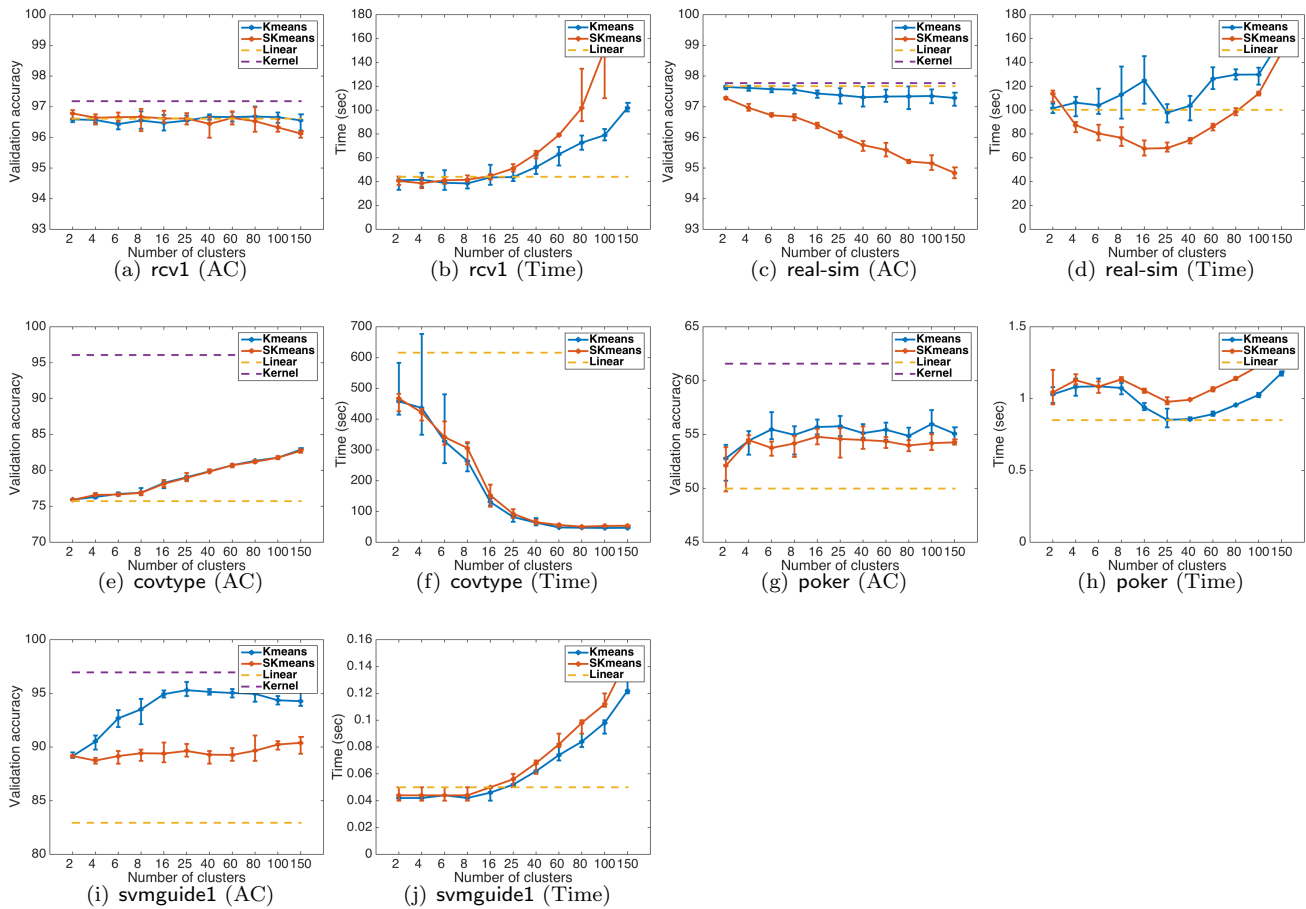 100
99
98
97
96
95
94
93
Validation accuracy
Kmeans
SKmeans
Linear
Kernel
2 4 6 8 16 25 40 60 80 100 150
Number of clusters
(a) rcv1 (AC)
180
160
140
120
100
80
60
40
20
0
Time (sec)
Kmeans
SKmeans
Linear
2 4 6 8 16 25 40 60 80 100 150
Number of clusters
(b) rcv1 (Time)
100
99
98
97
96
95
94
93
Validation accuracy
Kmeans
SKmeans
Linear
Kernel
2 4 6 8 16 25 40 60 80 100 150
Number of clusters
(c) real-sim (AC)
180
160
140
120
100
80
60
40
20
0
Time (sec)
Kmeans
SKmeans
Linear
2 4 6 8 16 25 40 60 80 100 150
Number of clusters
(d) real-sim (Time)
100
95
90
85
80
75
70
Validation accuracy
Kmeans
SKmeans
Linear
Kernel
2 4 6 8 16 25 40 60 80 100 150
Number of clusters
(e) covtype (AC)
700
600
500
400
300
200
100
0
Time (sec)
Kmeans
SKmeans
Linear
2 4 6 8 16 25 40 60 80 100 150
Number of clusters
(f) covtype (Time)
65
60
55
50
45
Validation accuracy
Kmeans
SKmeans
Linear
Kernel
2 4 6 8 16 25 40 60 80 100 150
Number of clusters
(g) poker (AC)
1.5
1
0.5
0
Time (sec)
Kmeans
SKmeans
Linear
2 4 6 8 16 25 40 60 80 100 150
Number of clusters
(h) poker (Time)
100
95
90
85
80
Validation accuracy
Kmeans
SKmeans
Linear
Kernel
2 4 6 8 16 25 40 60 80 100 150
Number of clusters
(i) svmguide1 (AC)
0.16
0.14
0.12
0.1
0.08
0.06
0.04
0.02
0
Time (sec)
Kmeans
SKmeans
Linear
2 4 6 8 16 25 40 60 80 100 150
Number of clusters
(j) svmguide1 (Time)